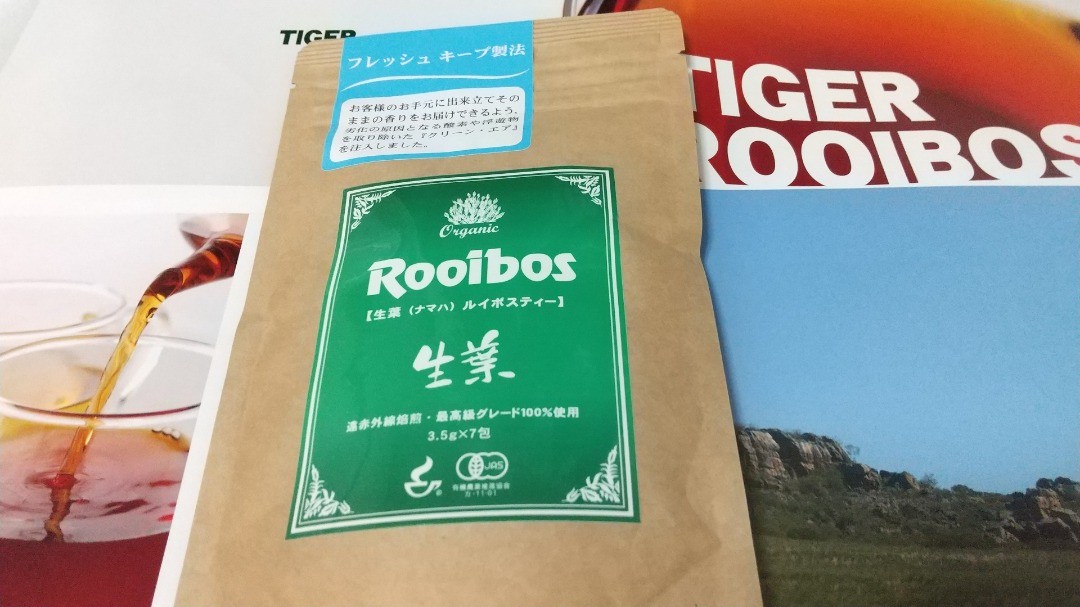 TIGER
フレッシュ キープ製法
お客様のお手元に出来立てその
ままの香りをお届けできるよう、
劣化の原因となる酸素や浮遊物
を取り除いた『クリーン・エア』
を注入しました。
Organic
Rooibos
【生葉（ナマハ）ルイボスティー】
生葉
遠赤外線焙煎・最高級グレード100%使用
3.5g×7包
JAS
TIGER
ROOIBOS